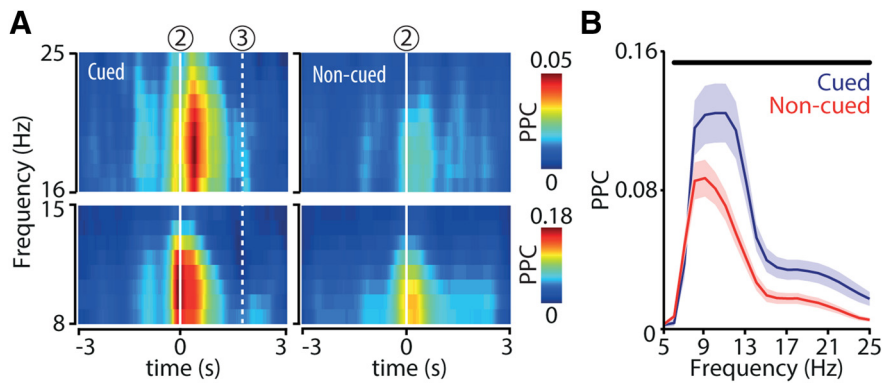 A
② ③ ②
25
Cued
Non-cued
16
15
8
Frequency (Hz)
-3 0 3
time (s)
-3 0 3
time (s)
0.05
PPC
0
0.18
PPC
0
B
0.16
Cued
Non-cued
0.08
PPC
0
5 9 13 17 21 25
Frequency (Hz)